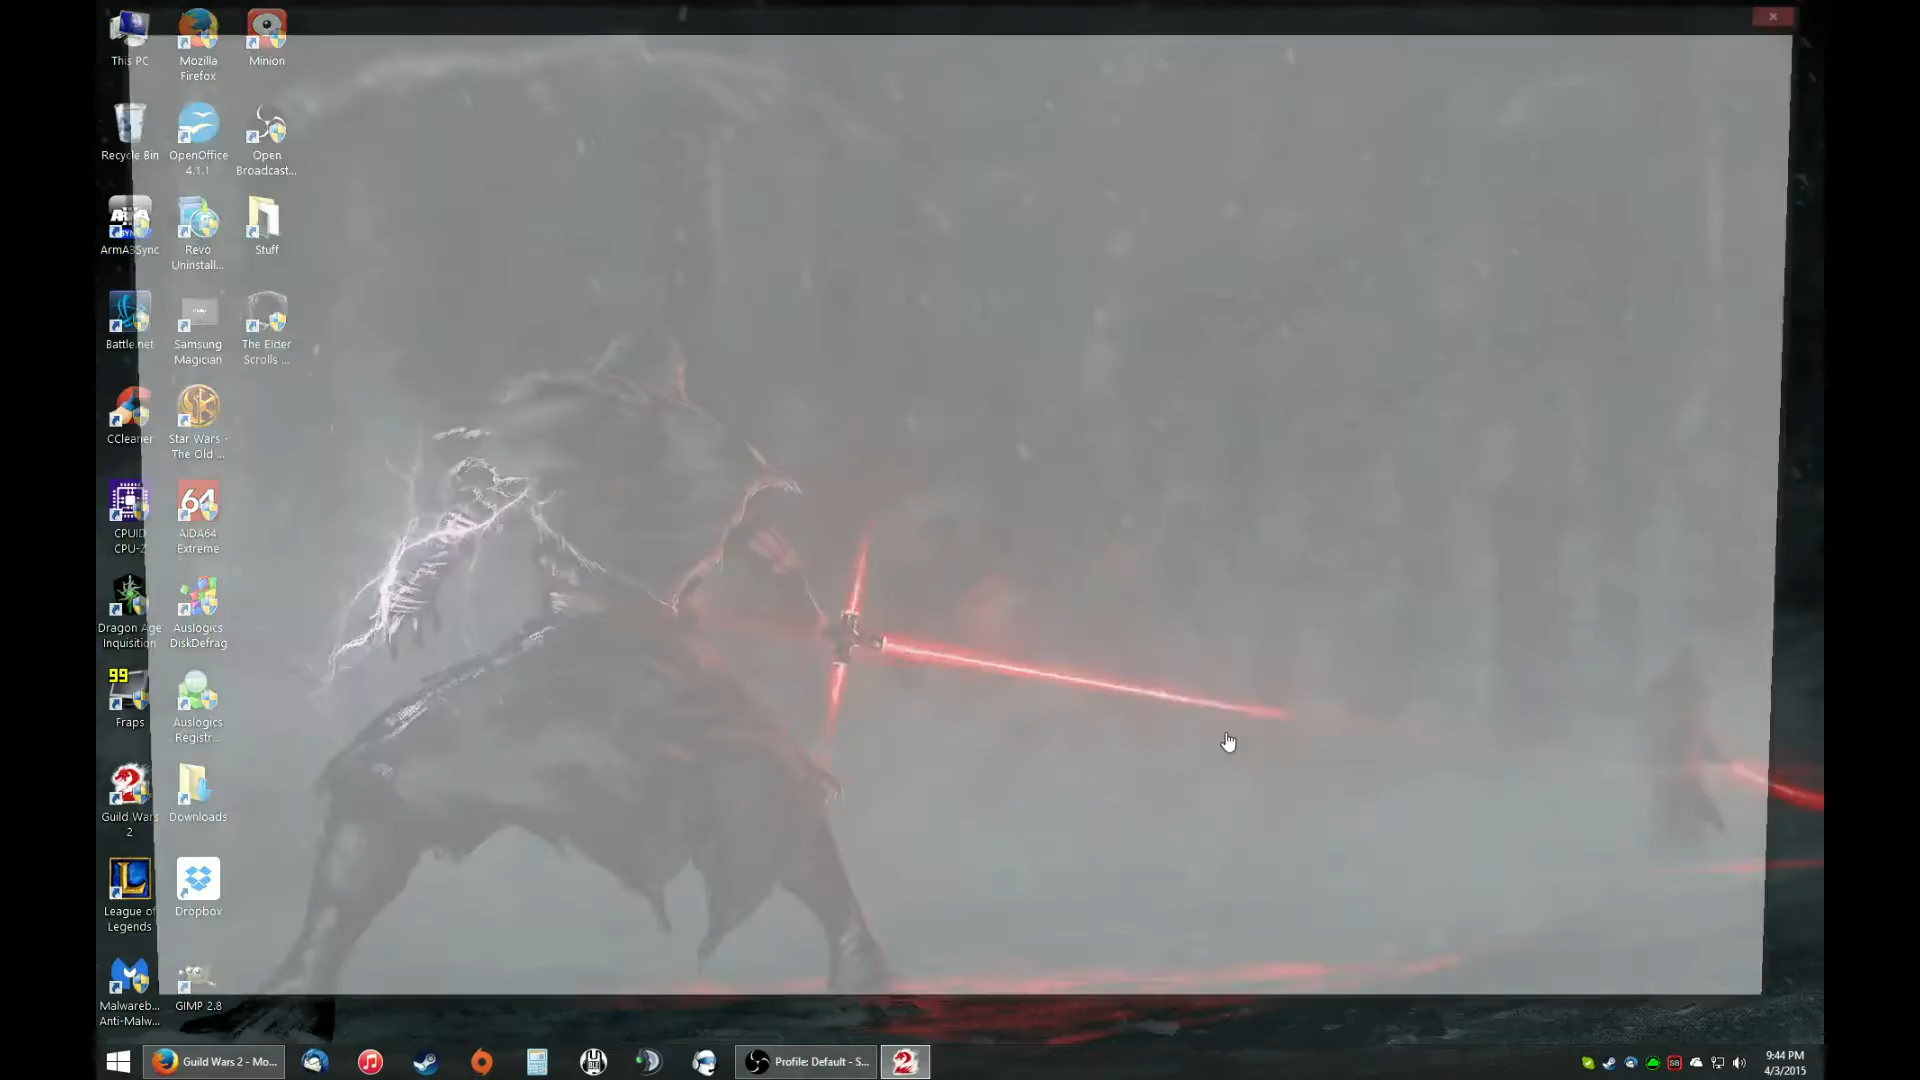 This PC
Mozilla
Firefox
Minion
Recycle Bin
OpenOffice
4.1.1
Open
Broadcast...
ArmA3Sync
Revo
Uninstall...
Stuff
Battle.net
Samsung
Magician
The Elder
Scrolls ...
CCleaner
Star Wars -
The Old ...
CPUID
CPU-Z
64
AIDA64
Extreme
Dragon Age
Inquisition
Auslogics
DiskDefrag
99
Fraps
Auslogics
Registr...
Guild Wars
2
Downloads
L
League of
Legends
Dropbox
Malwareb...
Anti-Malw...
GIMP 2.8
Guild Wars 2 - Mo...
Profile: Default - S...
9:44 PM
4/3/2015